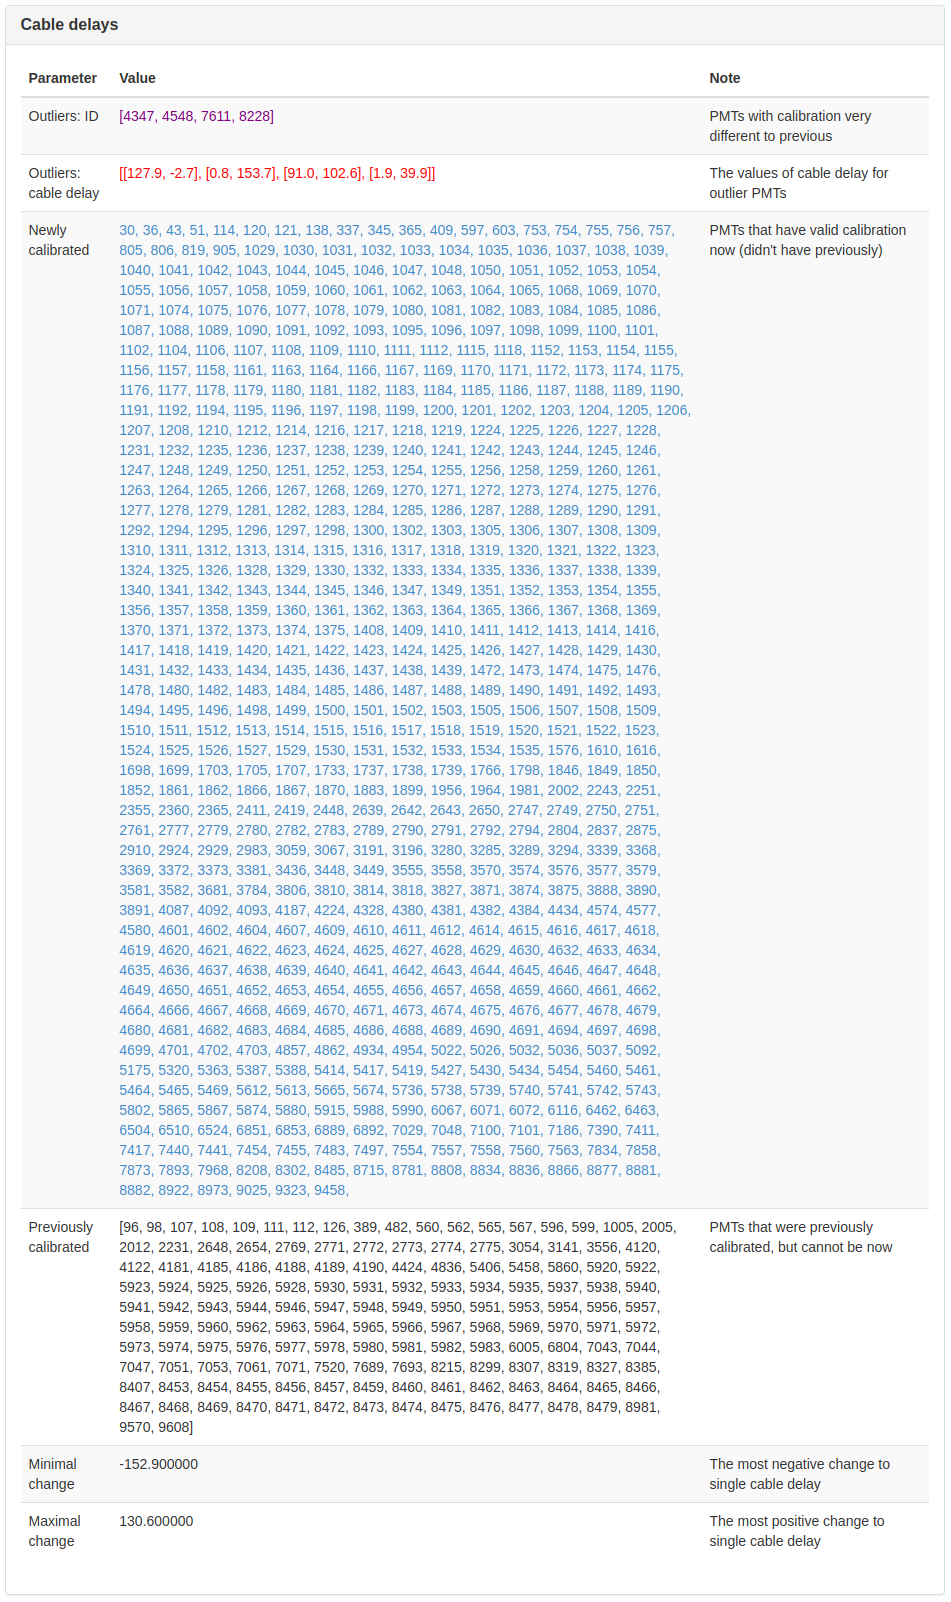 Cable delays
Parameter Value Note
Outliers: ID [4347, 4548, 7611, 8228] PMTs with calibration very
different to previous
Outliers: [[127.9, -2.7], [0.8, 153.7], [91.0, 102.6], [1.9, 39.9]] The values of cable delay for
cable delay outlier PMTs
Newly 30, 36, 43, 51, 114, 120, 121, 138, 337, 345, 365, 409, 597, 603, 753, 754, 755, 756, 757, PMTs that have valid calibration
calibrated 805, 806, 819, 905, 1029, 1030, 1031, 1032, 1033, 1034, 1035, 1036, 1037, 1038, 1039, now (didn't have previously)
1040, 1041, 1042, 1043, 1044, 1045, 1046, 1047, 1048, 1050, 1051, 1052, 1053, 1054,
1055, 1056, 1057, 1058, 1059, 1060, 1061, 1062, 1063, 1064, 1065, 1068, 1069, 1070,
1071, 1074, 1075, 1076, 1077, 1078, 1079, 1080, 1081, 1082, 1083, 1084, 1085, 1086,
1087, 1088, 1089, 1090, 1091, 1092, 1093, 1095, 1096, 1097, 1098, 1099, 1100, 1101,
1102, 1104, 1106, 1107, 1108, 1109, 1110, 1111, 1112, 1115, 1118, 1152, 1153, 1154, 1155,
1156, 1157, 1158, 1161, 1163, 1164, 1166, 1167, 1169, 1170, 1171, 1172, 1173, 1174, 1175,
1176, 1177, 1178, 1179, 1180, 1181, 1182, 1183, 1184, 1185, 1186, 1187, 1188, 1189, 1190,
1191, 1192, 1194, 1195, 1196, 1197, 1198, 1199, 1200, 1201, 1202, 1203, 1204, 1205, 1206,
1207, 1208, 1210, 1212, 1214, 1216, 1217, 1218, 1219, 1224, 1225, 1226, 1227, 1228,
1231, 1232, 1235, 1236, 1237, 1238, 1239, 1240, 1241, 1242, 1243, 1244, 1245, 1246,
1247, 1248, 1249, 1250, 1251, 1252, 1253, 1254, 1255, 1256, 1258, 1259, 1260, 1261,
1263, 1264, 1265, 1266, 1267, 1268, 1269, 1270, 1271, 1272, 1273, 1274, 1275, 1276,
1277, 1278, 1279, 1281, 1282, 1283, 1284, 1285, 1286, 1287, 1288, 1289, 1290, 1291,
1292, 1294, 1295, 1296, 1297, 1298, 1300, 1302, 1303, 1305, 1306, 1307, 1308, 1309,
1310, 1311, 1312, 1313, 1314, 1315, 1316, 1317, 1318, 1319, 1320, 1321, 1322, 1323,
1324, 1325, 1326, 1328, 1329, 1330, 1332, 1333, 1334, 1335, 1336, 1337, 1338, 1339,
1340, 1341, 1342, 1343, 1344, 1345, 1346, 1347, 1349, 1351, 1352, 1353, 1354, 1355,
1356, 1357, 1358, 1359, 1360, 1361, 1362, 1363, 1364, 1365, 1366, 1367, 1368, 1369,
1370, 1371, 1372, 1373, 1374, 1375, 1408, 1409, 1410, 1411, 1412, 1413, 1414, 1416,
1417, 1418, 1419, 1420, 1421, 1422, 1423, 1424, 1425, 1426, 1427, 1428, 1429, 1430,
1431, 1432, 1433, 1434, 1435, 1436, 1437, 1438, 1439, 1472, 1473, 1474, 1475, 1476,
1478, 1480, 1482, 1483, 1484, 1485, 1486, 1487, 1488, 1489, 1490, 1491, 1492, 1493,
1494, 1495, 1496, 1498, 1499, 1500, 1501, 1502, 1503, 1505, 1506, 1507, 1508, 1509,
1510, 1511, 1512, 1513, 1514, 1515, 1516, 1517, 1518, 1519, 1520, 1521, 1522, 1523,
1524, 1525, 1526, 1527, 1529, 1530, 1531, 1532, 1533, 1534, 1535, 1576, 1610, 1616,
1698, 1699, 1703, 1705, 1707, 1733, 1737, 1738, 1739, 1766, 1798, 1846, 1849, 1850,
1852, 1861, 1862, 1866, 1867, 1870, 1883, 1899, 1956, 1964, 1981, 2002, 2243, 2251,
2355, 2360, 2365, 2411, 2419, 2448, 2639, 2642, 2643, 2650, 2747, 2749, 2750, 2751,
2761, 2777, 2779, 2780, 2782, 2783, 2789, 2790, 2791, 2792, 2794, 2804, 2837, 2875,
2910, 2924, 2929, 2983, 3059, 3067, 3191, 3196, 3280, 3285, 3289, 3294, 3339, 3368,
3369, 3372, 3373, 3381, 3436, 3448, 3449, 3555, 3558, 3570, 3574, 3576, 3577, 3579,
3581, 3582, 3681, 3784, 3806, 3810, 3814, 3818, 3827, 3871, 3874, 3875, 3888, 3890,
3891, 4087, 4092, 4093, 4187, 4224, 4328, 4380, 4381, 4382, 4384, 4434, 4574, 4577,
4580, 4601, 4602, 4604, 4607, 4609, 4610, 4611, 4612, 4614, 4615, 4616, 4617, 4618,
4619, 4620, 4621, 4622, 4623, 4624, 4625, 4627, 4628, 4629, 4630, 4632, 4633, 4634,
4635, 4636, 4637, 4638, 4639, 4640, 4641, 4642, 4643, 4644, 4645, 4646, 4647, 4648,
4649, 4650, 4651, 4652, 4653, 4654, 4655, 4656, 4657, 4658, 4659, 4660, 4661, 4662,
4664, 4666, 4667, 4668, 4669, 4670, 4671, 4673, 4674, 4675, 4676, 4677, 4678, 4679,
4680, 4681, 4682, 4683, 4684, 4685, 4686, 4688, 4689, 4690, 4691, 4694, 4697, 4698,
4699, 4701, 4702, 4703, 4857, 4862, 4934, 4954, 5022, 5026, 5032, 5036, 5037, 5092,
5175, 5320, 5363, 5387, 5388, 5414, 5417, 5419, 5427, 5430, 5434, 5454, 5460, 5461,
5464, 5465, 5469, 5612, 5613, 5665, 5674, 5736, 5738, 5739, 5740, 5741, 5742, 5743,
5802, 5865, 5867, 5874, 5880, 5915, 5988, 5990, 6067, 6071, 6072, 6116, 6462, 6463,
6504, 6510, 6524, 6851, 6853, 6889, 6892, 7029, 7048, 7100, 7101, 7186, 7390, 7411,
7417, 7440, 7441, 7454, 7455, 7483, 7497, 7554, 7557, 7558, 7560, 7563, 7834, 7858,
7873, 7893, 7968, 8208, 8302, 8485, 8715, 8781, 8808, 8834, 8836, 8866, 8877, 8881,
8882, 8922, 8973, 9025, 9323, 9458,
Previously [96, 98, 107, 108, 109, 111, 112, 126, 389, 482, 560, 562, 565, 567, 596, 599, 1005, 2005, PMTs that were previously
calibrated 2012, 2231, 2648, 2654, 2769, 2771, 2772, 2773, 2774, 2775, 3054, 3141, 3556, 4120, calibrated, but cannot be now
4122, 4181, 4185, 4186, 4188, 4189, 4190, 4424, 4836, 5406, 5458, 5860, 5920, 5922,
5923, 5924, 5925, 5926, 5928, 5930, 5931, 5932, 5933, 5934, 5935, 5937, 5938, 5940,
5941, 5942, 5943, 5944, 5946, 5947, 5948, 5949, 5950, 5951, 5953, 5954, 5956, 5957,
5958, 5959, 5960, 5962, 5963, 5964, 5965, 5966, 5967, 5968, 5969, 5970, 5971, 5972,
5973, 5974, 5975, 5976, 5977, 5978, 5980, 5981, 5982, 5983, 6005, 6804, 7043, 7044,
7047, 7051, 7053, 7061, 7071, 7520, 7689, 7693, 8215, 8299, 8307, 8319, 8327, 8385,
8407, 8453, 8454, 8455, 8456, 8457, 8459, 8460, 8461, 8462, 8463, 8464, 8465, 8466,
8467, 8468, 8469, 8470, 8471, 8472, 8473, 8474, 8475, 8476, 8477, 8478, 8479, 8981,
9570, 9608]
Minimal -152.900000 The most negative change to
change single cable delay
Maximal 130.600000 The most positive change to
change single cable delay